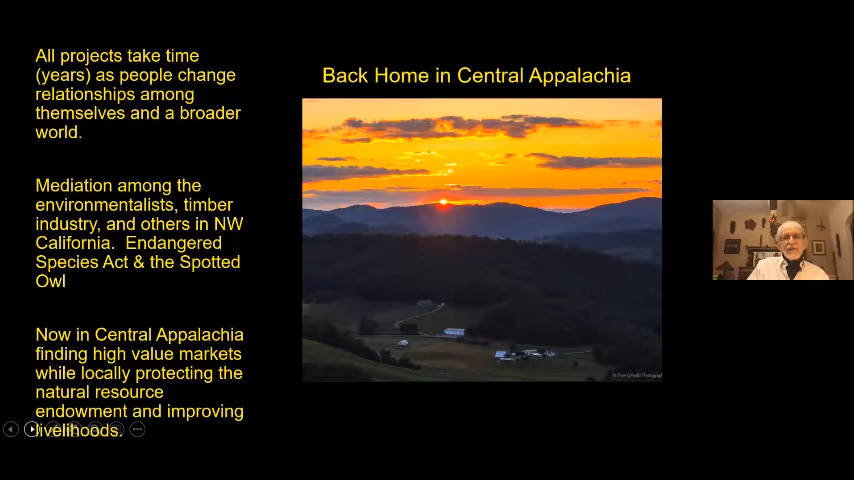 All projects take time
(years) as people change
relationships among
themselves and a broader
world.
Mediation among the
environmentalists, timber
industry, and others in NW
California. Endangered
Species Act & the Spotted
Owl
Now in Central Appalachia
finding high value markets
while locally protecting the
natural resource
endowment and improving
livelihoods.
Back Home in Central Appalachia